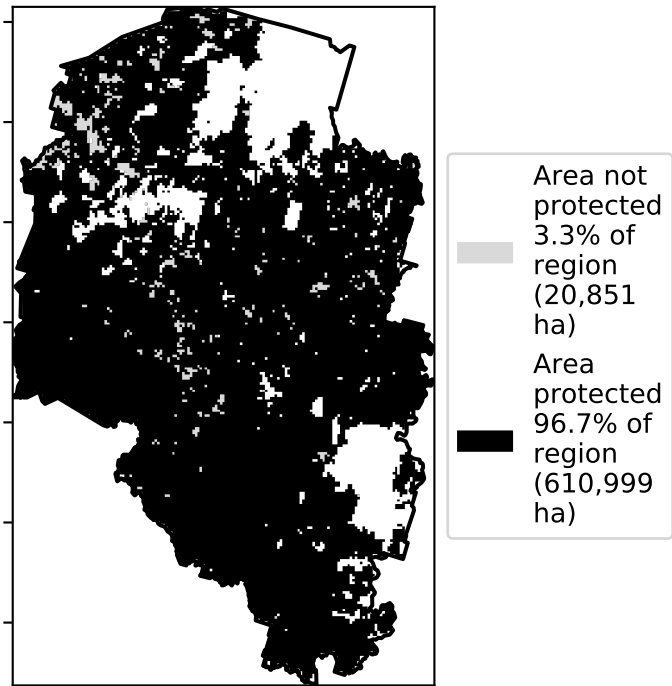 Area not
protected
3.3% of
region
(20,851
ha)
Area
protected
96.7% of
region
(610,999
ha)